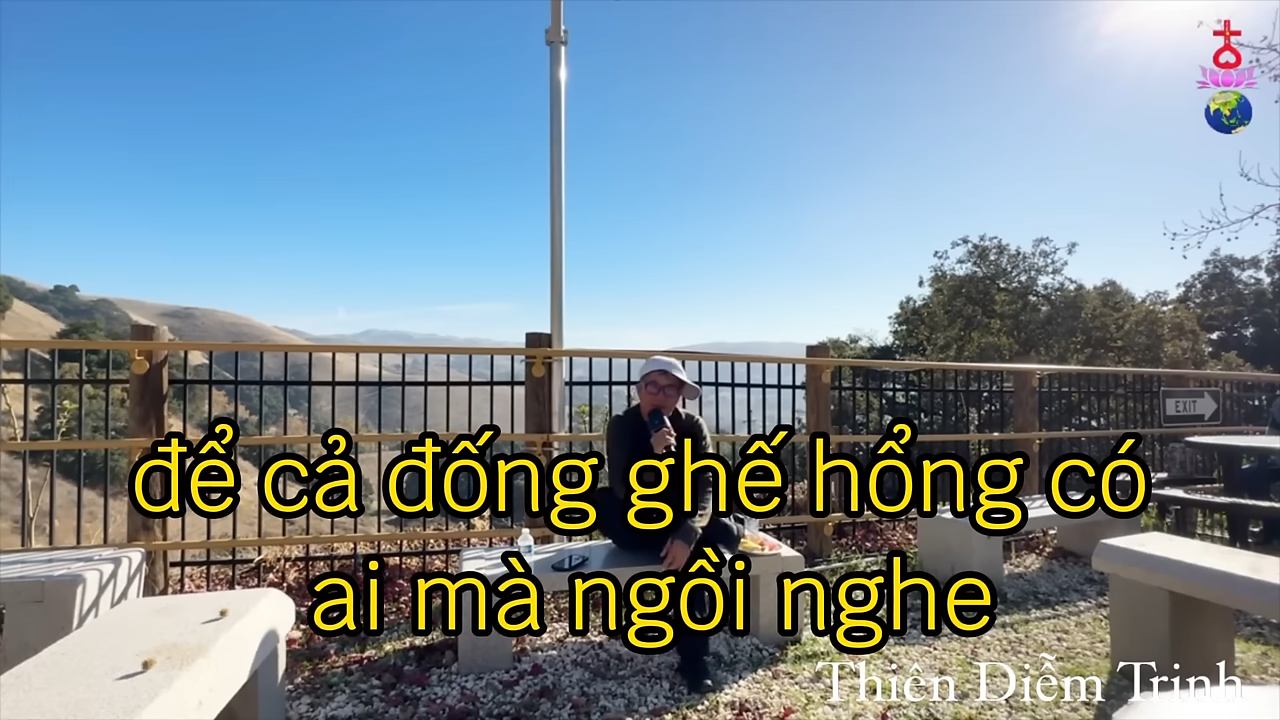 EXIT
để cả đống ghế hổng có
ai mà ngồi nghe
Thiên Diễm Trinh